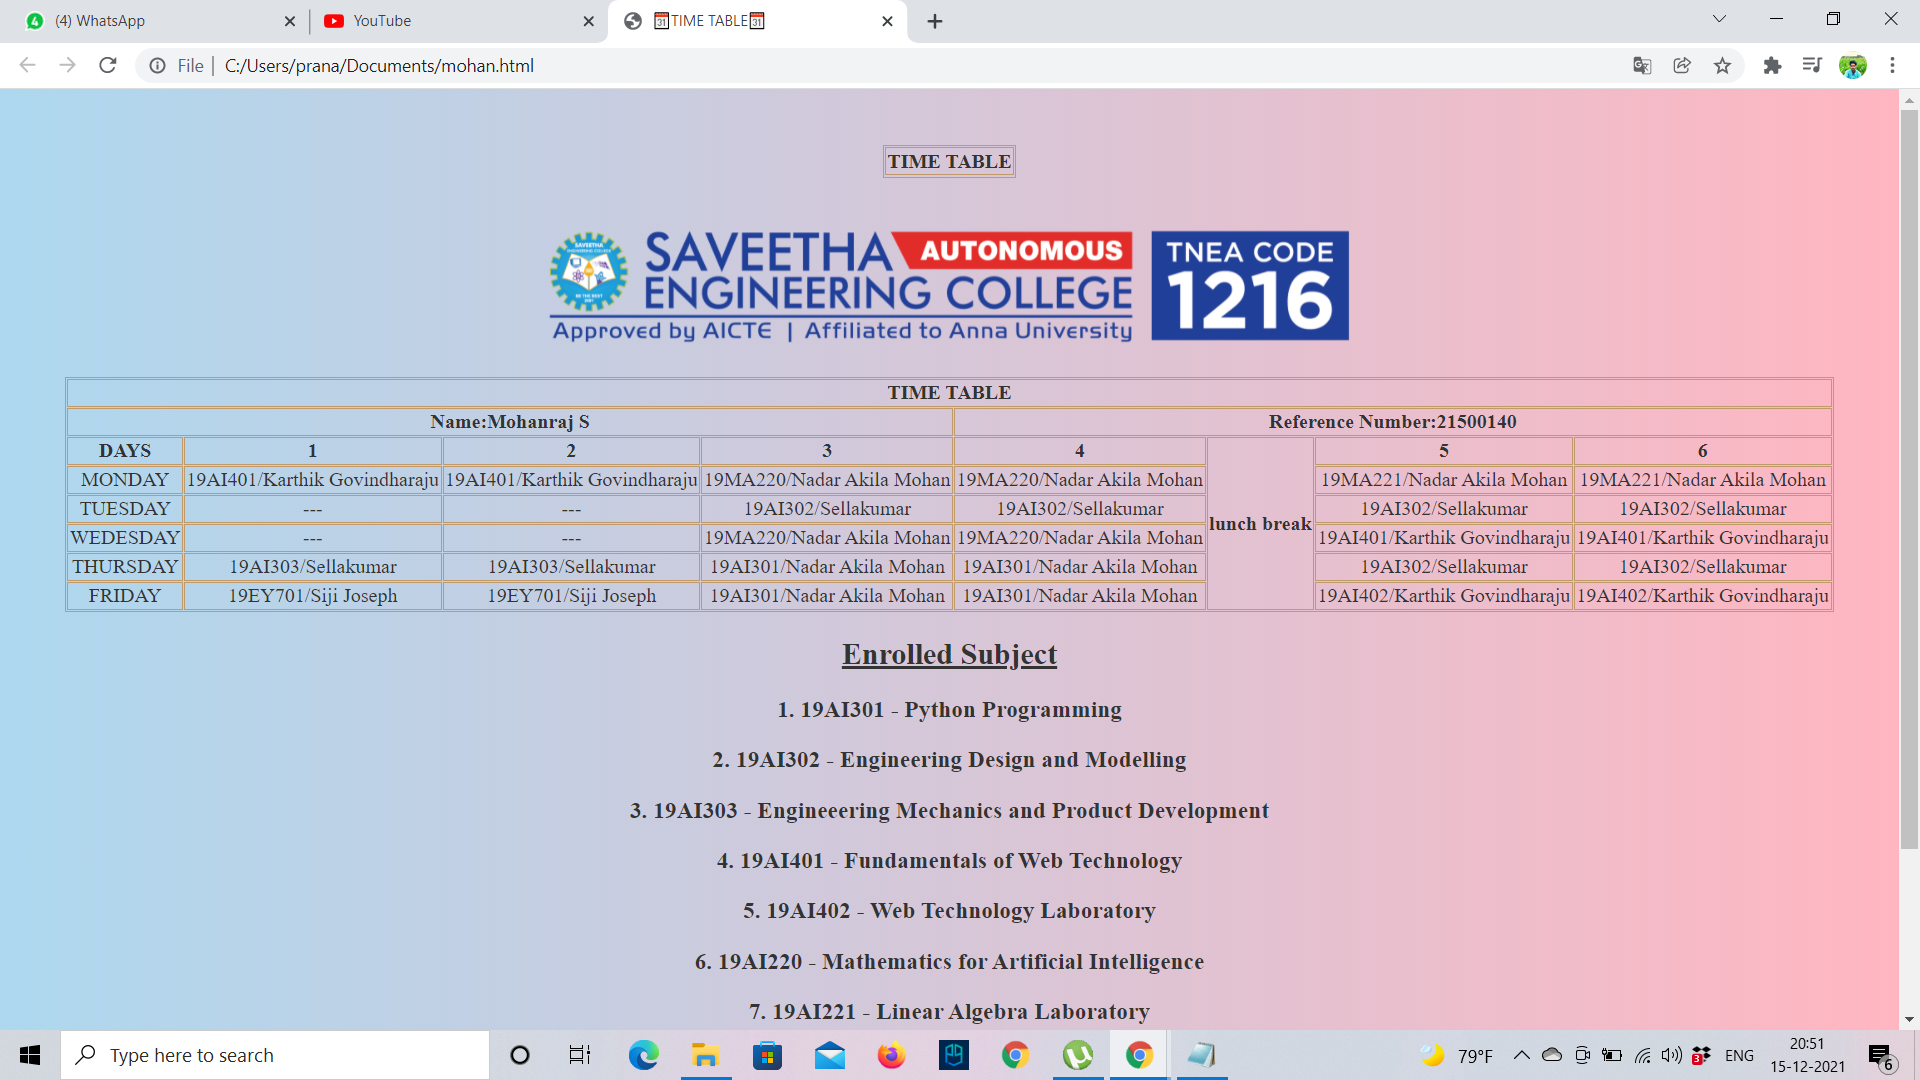 (4) WhatsApp
YouTube
TIME TABLE
File | C:/Users/prana/Documents/mohan.html
TIME TABLE
SAVEETHA AUTONOMOUS
ENGINEERING COLLEGE
Approved by AICTE | Affiliated to Anna University
TNEA CODE
1216
TIME TABLE
Name:Mohanraj S Reference Number:21500140
DAYS 1 2 3 4 lunch break 5 6
MONDAY 19AI401/Karthik Govindharaju 19AI401/Karthik Govindharaju 19MA220/Nadar Akila Mohan 19MA220/Nadar Akila Mohan 19MA221/Nadar Akila Mohan 19MA221/Nadar Akila Mohan
TUESDAY --- --- 19AI302/Sellakumar 19AI302/Sellakumar 19AI302/Sellakumar 19AI302/Sellakumar
WEDESDAY --- --- 19MA220/Nadar Akila Mohan 19MA220/Nadar Akila Mohan 19AI401/Karthik Govindharaju 19AI401/Karthik Govindharaju
THURSDAY 19AI303/Sellakumar 19AI303/Sellakumar 19AI301/Nadar Akila Mohan 19AI301/Nadar Akila Mohan 19AI302/Sellakumar 19AI302/Sellakumar
FRIDAY 19EY701/Siji Joseph 19EY701/Siji Joseph 19AI301/Nadar Akila Mohan 19AI301/Nadar Akila Mohan 19AI402/Karthik Govindharaju 19AI402/Karthik Govindharaju
Enrolled Subject
1. 19AI301 - Python Programming
2. 19AI302 - Engineering Design and Modelling
3. 19AI303 - Engineeering Mechanics and Product Development
4. 19AI401 - Fundamentals of Web Technology
5. 19AI402 - Web Technology Laboratory
6. 19AI220 - Mathematics for Artificial Intelligence
7. 19AI221 - Linear Algebra Laboratory
Type here to search
79°F
3
ENG
20:51
15-12-2021
6